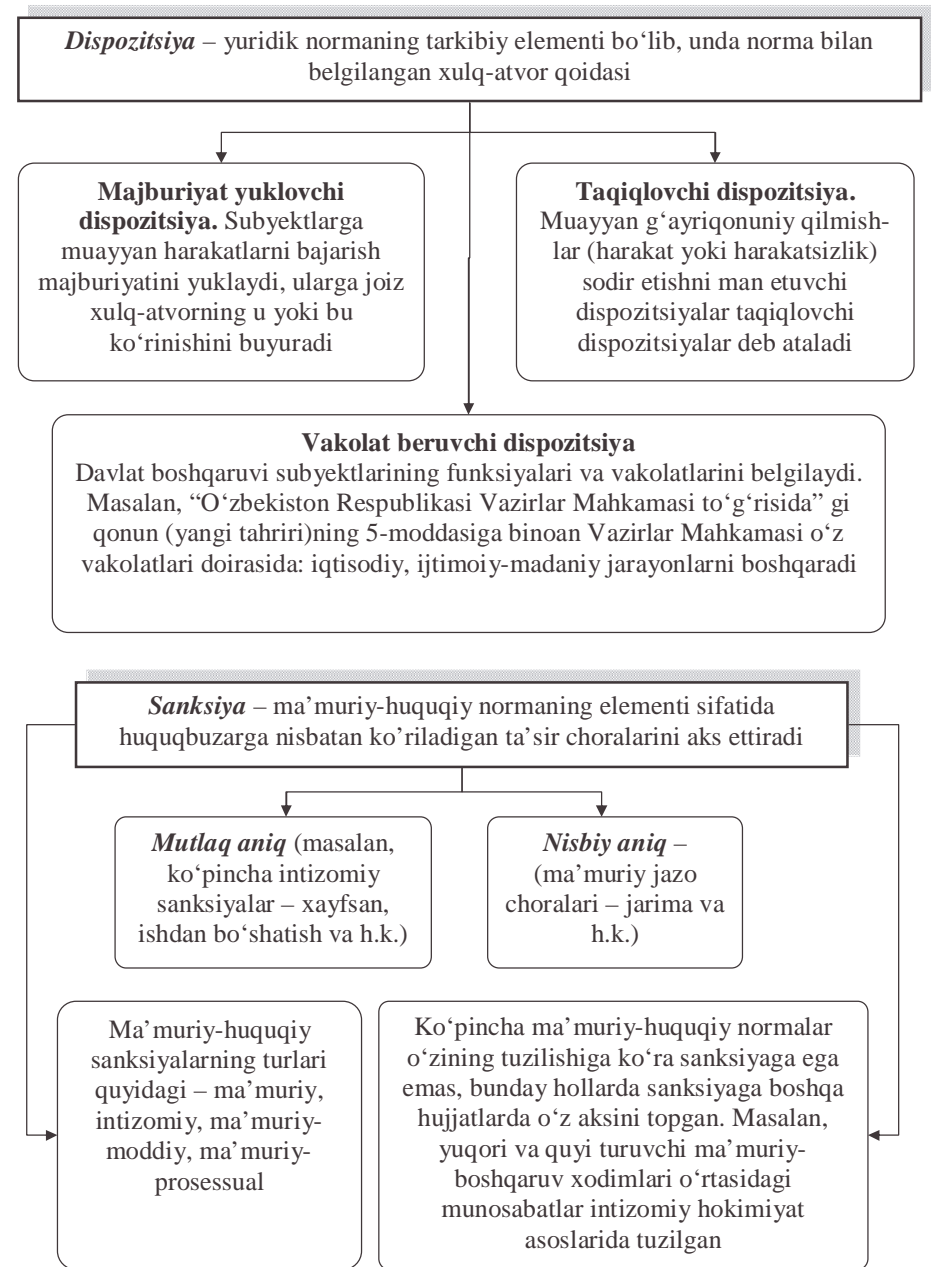 Dispozitsiya – yuridik normaning tarkibiy elementi bo‘lib, unda norma bilan
belgilangan xulq-atvor qoidasi
Majburiyat yuklovchi
dispozitsiya. Subyektlarga
muayyan harakatlarni bajarish
majburiyatini yuklaydi, ularga joiz
xulq-atvorning u yoki bu
ko‘rinishini buyuradi
Taqiqlovchi dispozitsiya.
Muayyan g‘ayriqonuniy qilmish-
lar (harakat yoki harakatsizlik)
sodir etishni man etuvchi
dispozitsiyalar taqiqlovchi
dispozitsiyalar deb ataladi
Vakolat beruvchi dispozitsiya
Davlat boshqaruvi subyektlarining funksiyalari va vakolatlarini belgilaydi.
Masalan, “O‘zbekiston Respublikasi Vazirlar Mahkamasi to‘g‘risida” gi
qonun (yangi tahriri)ning 5-moddasiga binoan Vazirlar Mahkamasi o‘z
vakolatlari doirasida: iqtisodiy, ijtimoiy-madaniy jarayonlarni boshqaradi
Sanksiya – ma’muriy-huquqiy normaning elementi sifatida
huquqbuzarga nisbatan ko‘riladigan ta’sir choralarini aks ettiradi
Mutlaq aniq (masalan,
ko‘pincha intizomiy
sanksiyalar – xayfsan,
ishdan bo‘shatish va h.k.)
Nisbiy aniq –
(ma’muriy jazo
choralari – jarima va
h.k.)
Ma’muriy-huquqiy
sanksiyalarning turlari
quyidagi – ma’muriy,
intizomiy, ma’muriy-
moddiy, ma’muriy-
prosessual
Ko‘pincha ma’muriy-huquqiy normalar
o‘zining tuzilishiga ko‘ra sanksiyaga ega
emas, bunday hollarda sanksiyaga boshqa
hujjatlarda o‘z aksini topgan. Masalan,
yuqori va quyi turuvchi ma’muriy-
boshqaruv xodimlari o‘rtasidagi
munosabatlar intizomiy hokimiyat
asoslarida tuzilgan